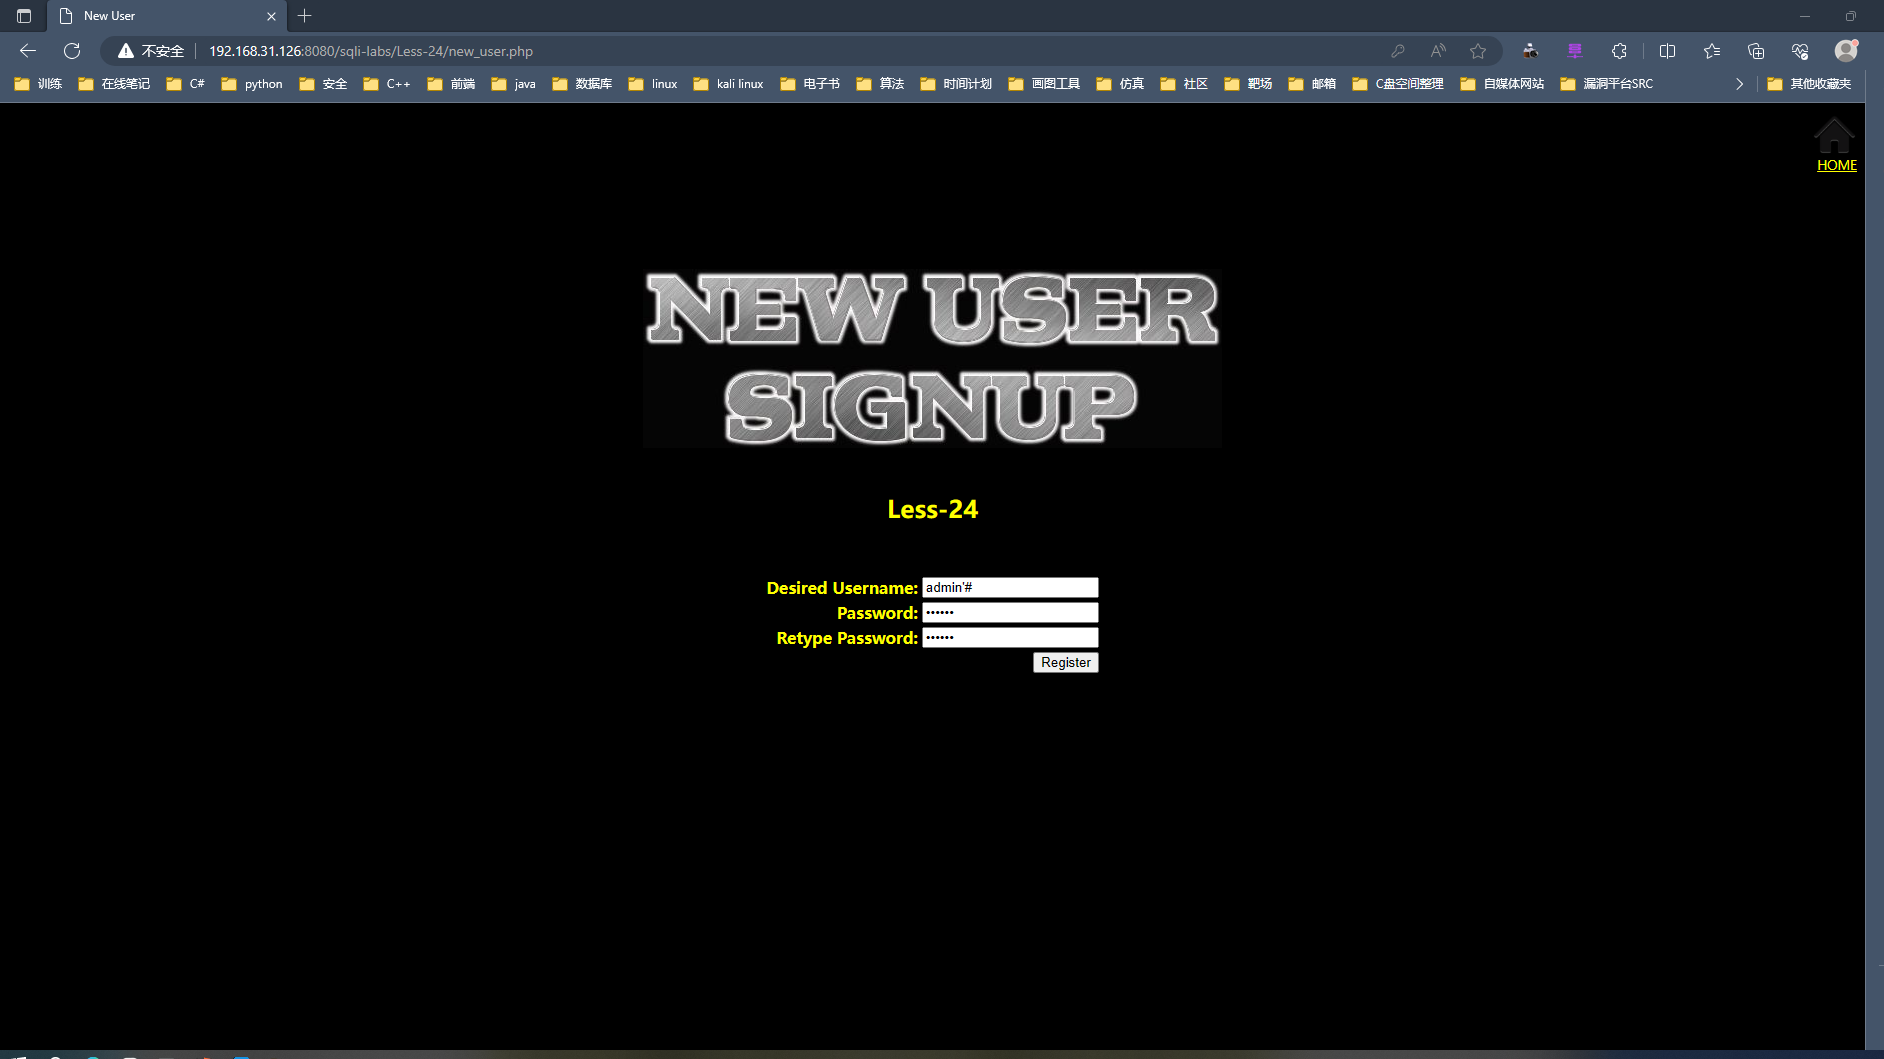 New User
不安全 192.168.31.126:8080/sqli-labs/Less-24/new_user.php
训练 在线笔记 C# python 安全 C++ 前端 java 数据库 linux kali linux 电子书 算法 时间计划 画图工具 仿真 社区 靶场 邮箱 C盘空间整理 自媒体网站 漏洞平台SRC 其他收藏夹
HOME
NEW USER
SIGNUP
Less-24
Desired Username: admin'#
Password: ••••••
Retype Password: ••••••
Register